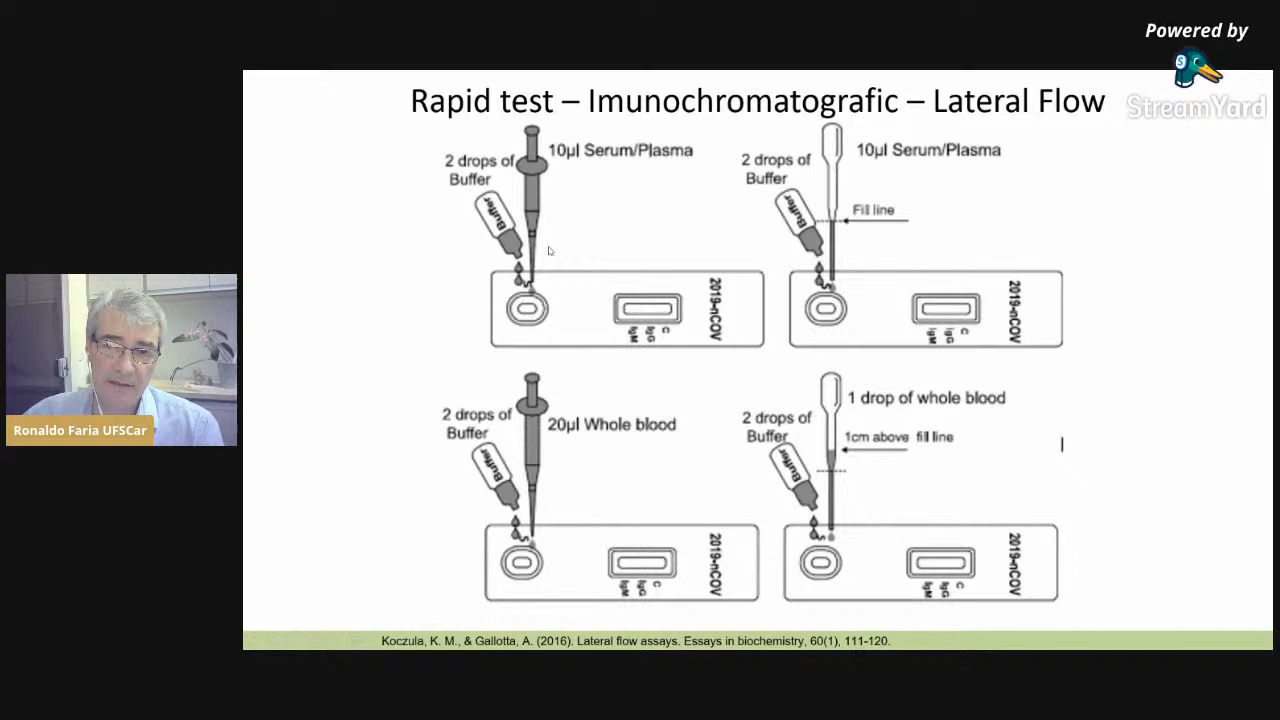 Powered by
StreamYard
Rapid test – Imunochromatografic – Lateral Flow
2 drops of
Buffer
10µl Serum/Plasma
Buffer
S
2019-nCOV
C
IgG
IgM
2 drops of
Buffer
10µl Serum/Plasma
Fill line
Buffer
S
2019-nCOV
C
IgG
IgM
2 drops of
Buffer
20µl Whole blood
Buffer
S
2019-nCOV
C
IgG
IgM
2 drops of
Buffer
1 drop of whole blood
1cm above fill line
Buffer
S
2019-nCOV
C
IgG
IgM
Ronaldo Faria UFSCar
Koczula, K. M., & Gallotta, A. (2016). Lateral flow assays. Essays in biochemistry, 60(1), 111-120.